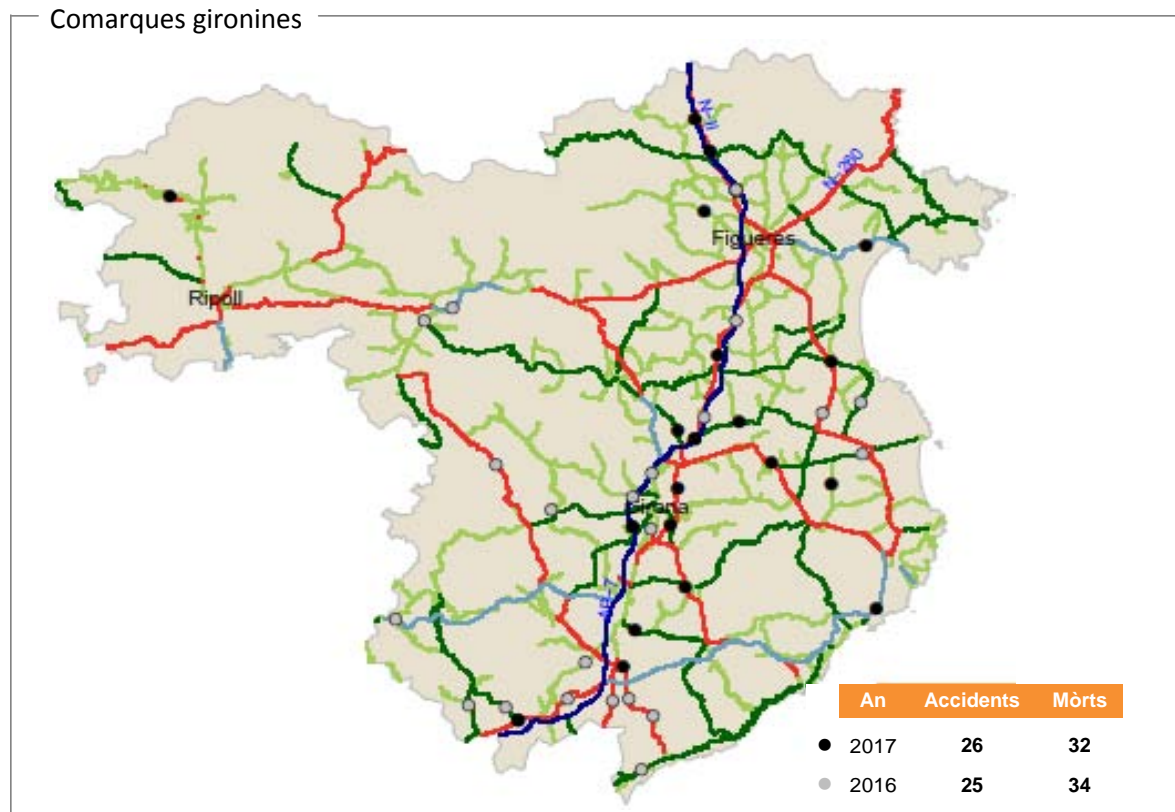 Comarques gironines
N-II
N-260
Figueres
Ripoll
Girona
AP-7
An Accidents Mòrts
2017 26 32
2016 25 34